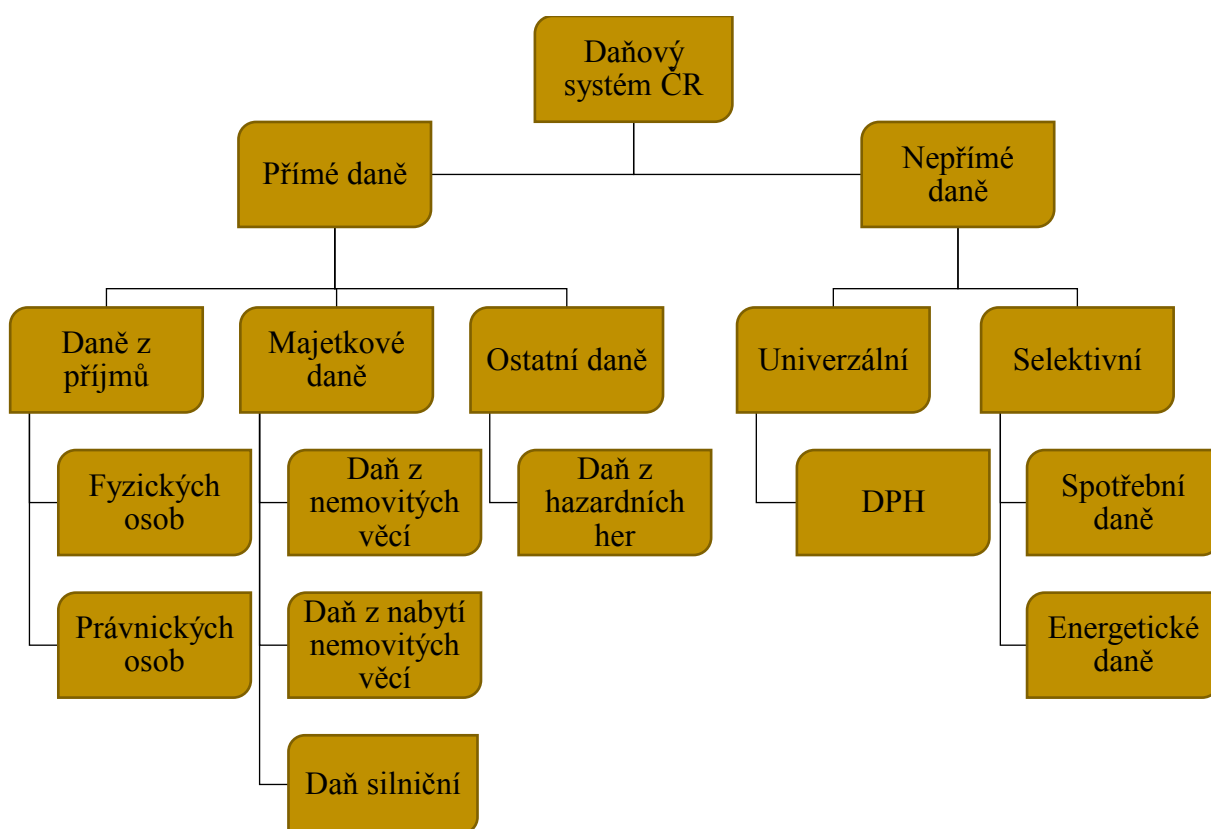 Daňový
systém ČR
Přímé daně
Nepřímé
daně
Daně z
příjmů
Majetkové
daně
Ostatní daně
Univerzální
Selektivní
Fyzických
osob
Daň z
nemovitých
věcí
Daň z
hazardních
her
DPH
Spotřební
daně
Právnických
osob
Daň z nabytí
nemovitých
věcí
Energetické
daně
Daň silniční